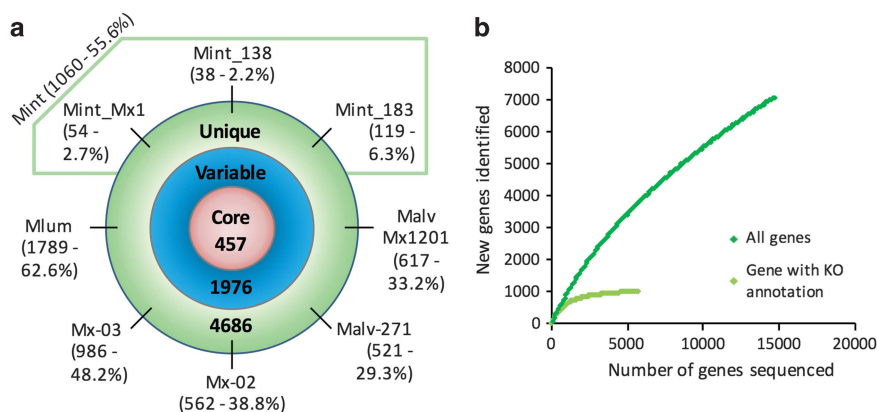 a
Mint (1060 - 55.6%)
Mint_138
(38 - 2.2%)
Mint_Mx1
(54 -
2.7%)
Mint_183
(119 -
6.3%)
Unique
Variable
Core
457
1976
4686
Mlum
(1789 -
62.6%)
Malv
Mx1201
(617 -
33.2%)
Mx-03
(986 -
48.2%)
Malv-271
(521 -
29.3%)
Mx-02
(562 - 38.8%)
b
New genes identified
8000
7000
6000
5000
4000
3000
2000
1000
0
All genes
Gene with KO
annotation
0
5000
10000
15000
20000
Number of genes sequenced